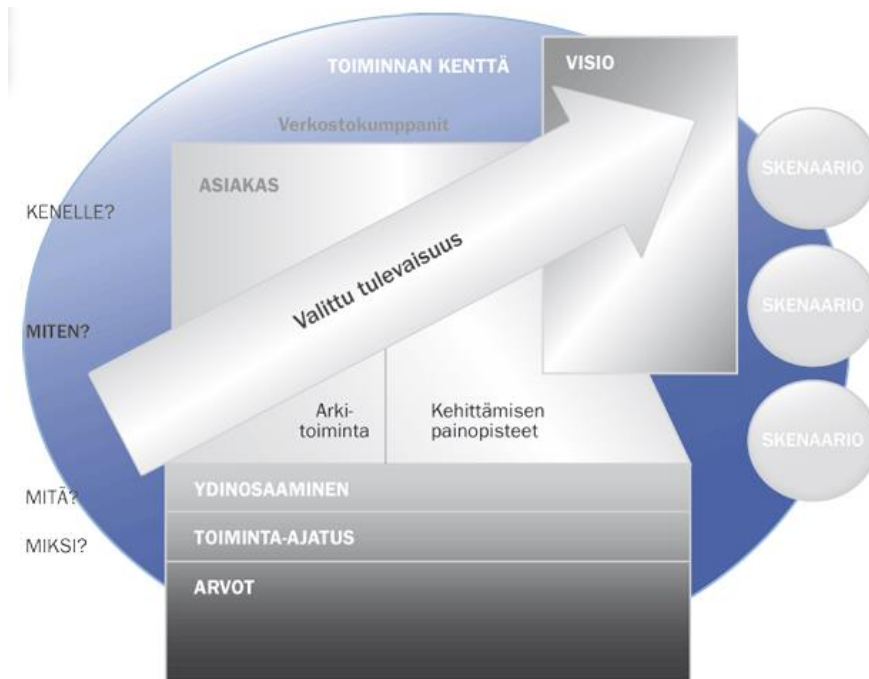 TOIMINNAN KENTTÄ
VISIO
Verkostokumppanit
SKENAARIO
ASIAKAS
KENELLE?
Valittu tulevaisuus
SKENAARIO
MITEN?
Arki-
toiminta
Kehittämisen
painopisteet
SKENAARIO
MITÄ?
YDINOSAAMINEN
MIKSI?
TOIMINTA-AJATUS
ARVOT